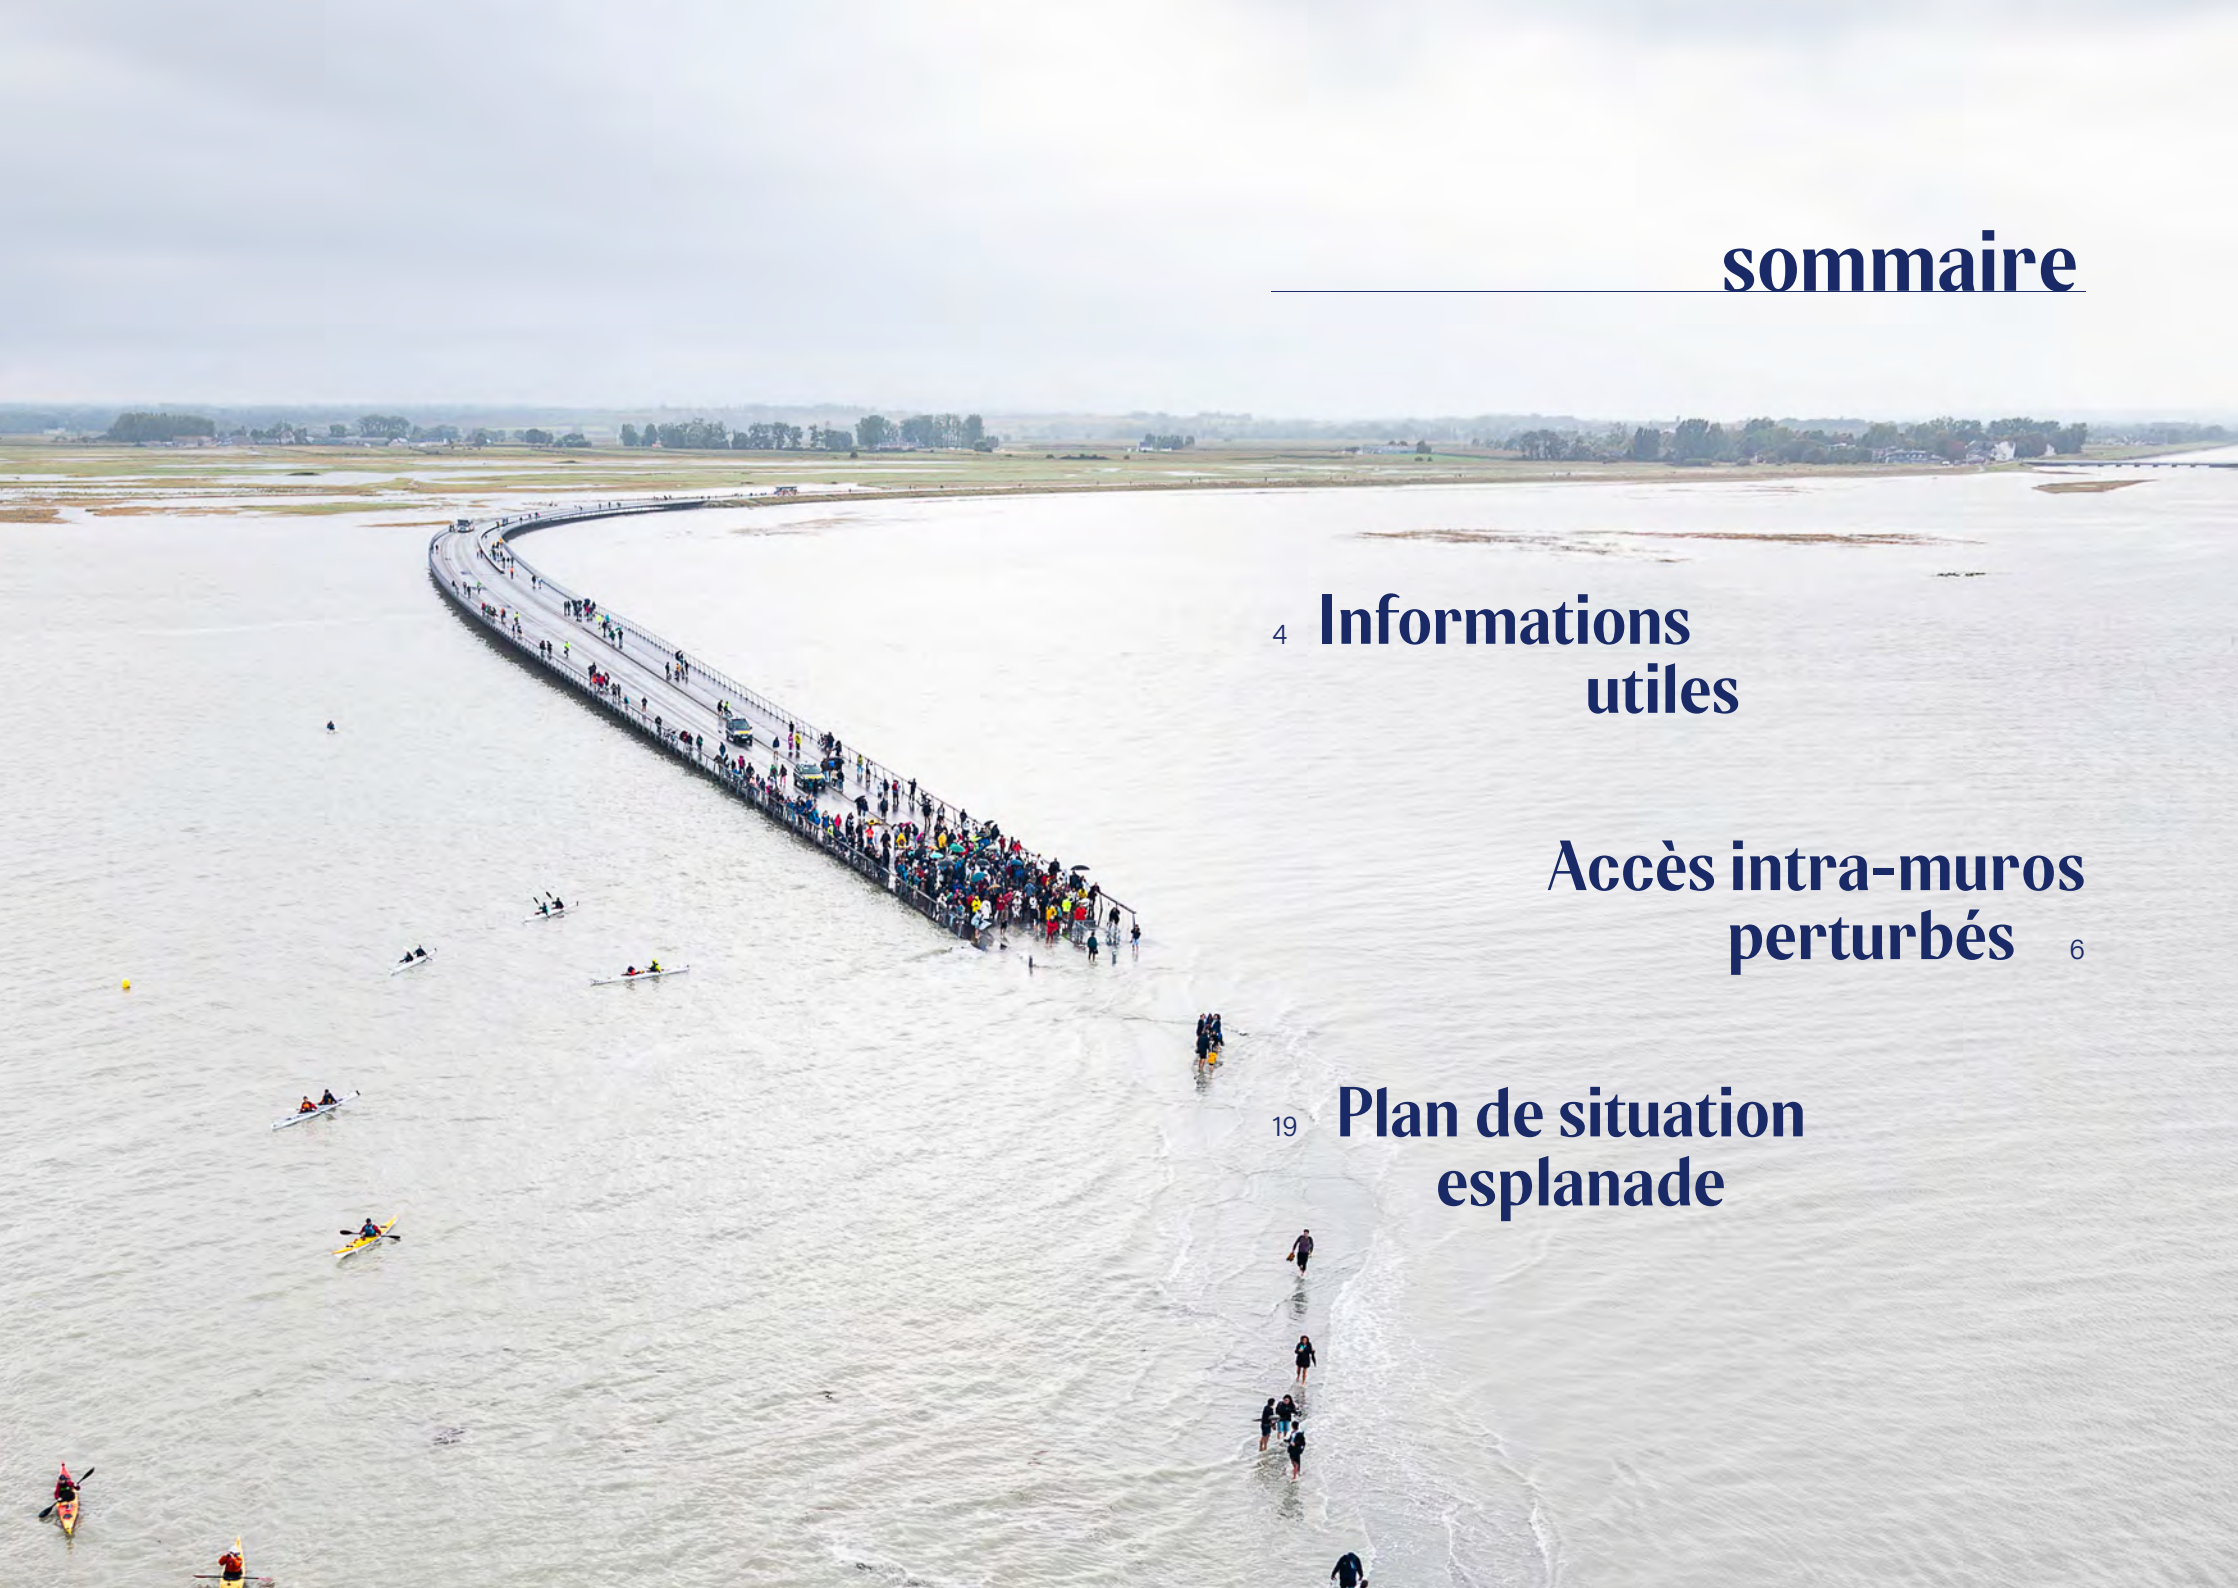 sommaire
4 Informations
utiles
Accès intra-muros
perturbés 6
19 Plan de situation
esplanade